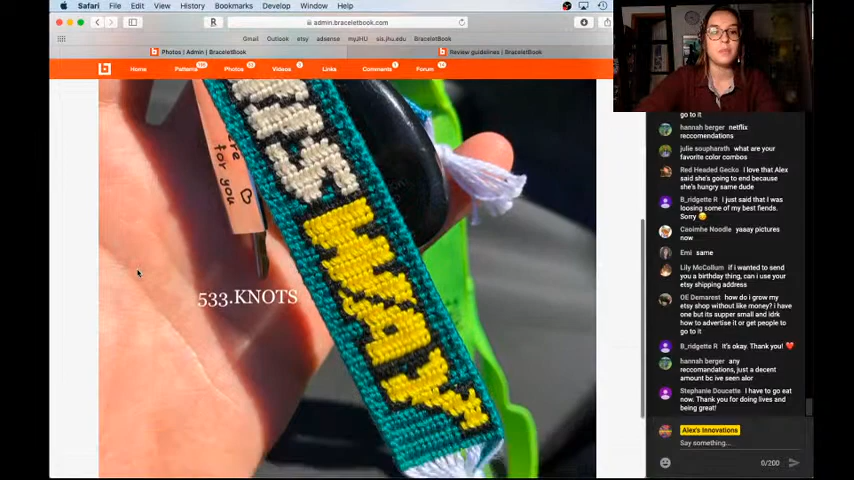 Safari File Edit View History Bookmarks Develop Window Help
admin.braceletbook.com
Gmail Outlook etsy adsense myJHU sis.jhu.edu BraceletBook
Photos | Admin | BraceletBook
Review guidelines | BraceletBook
Home Patterns Photos Videos Links Comments Forum
for you
533.KNOTS
WAY
go to it
hannah berger netflix
reccomendations
julie soupharath what are your
favorite color combos
Red Headed Gecko I love that Alex
said she's going to end because
she's hungry same dude
B_ridgette R I just said that I was
loosing some of my best fiends.
Sorry
Caoimhe Noodle yaaay pictures
now
Emi same
Lily McCollum if i wanted to send
you a birthday thing, can i use your
etsy shipping address
OE Demarest how do i grow my
etsy shop without like money? i have
one but its super small and idrk
how to advertise it or get people to
go to it
B_ridgette R It's okay. Thank you!
hannah berger any
reccomandations, just a decent
amount bc ive seen alor
Stephanie Doucette I have to go eat
now. Thank you for doing lives and
being great!
Alex's Innovations
Say something...
0/200